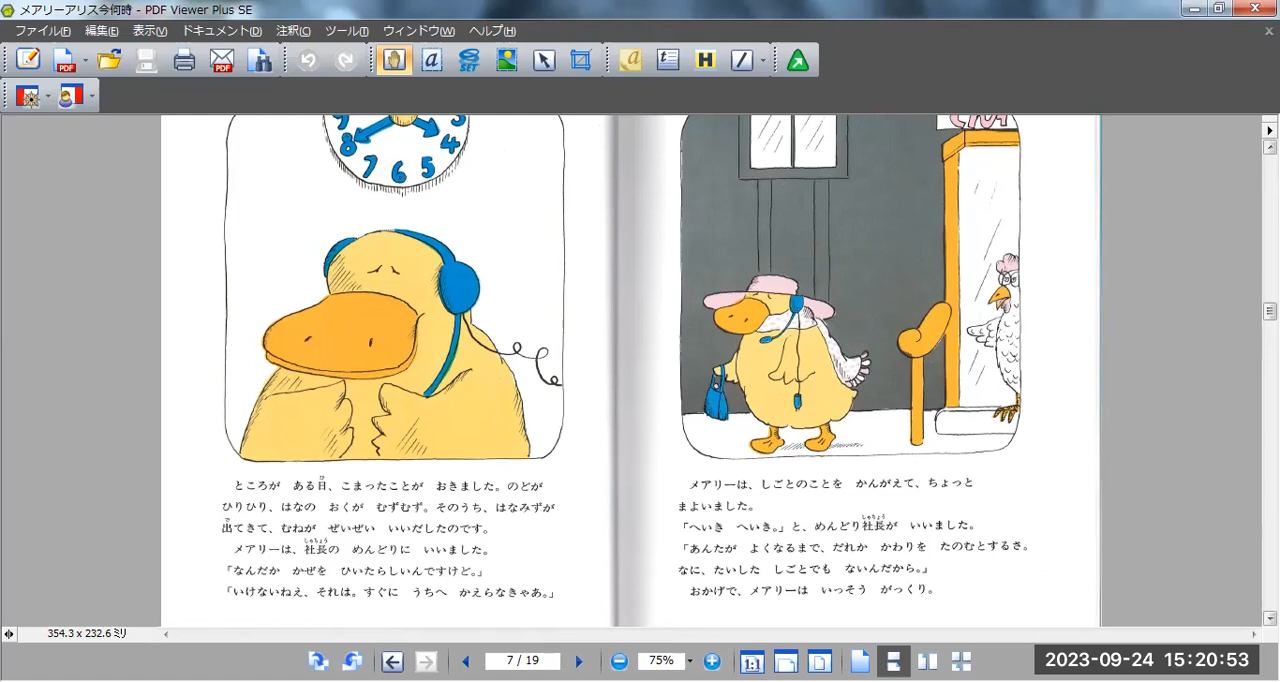 メアリーアリス今何時 - PDF Viewer Plus SE
ファイル(F) 編集(E) 表示(V) ドキュメント(D) 注釈(C) ツール(T) ウィンドウ(W) ヘルプ(H)
9 8 7 6 5 4 3
ところが ある日、こまったことが おきました。のどが
ひりひり、はなの おくが むずむず。そのうち、はなみずが
出てきて、むねが ぜいぜい いいだしたのです。
メアリーは、社長の めんどりに いいました。
「なんだか かぜを ひいたらしいんですけど。」
「いけないねえ、それは。すぐに うちへ かえらなきゃあ。」
メアリーは、しごとのことを かんがえて、ちょっと
まよいました。
「へいき へいき。」と、めんどり社長が いいました。
「あんたが よくなるまで、だれか かわりを たのむとするさ。
なに、たいした しごとでも ないんだから。」
おかげで、メアリーは いっそう がっくり。
354.3 x 232.6 ミリ
7 / 19
75%
1:1
2023-09-24 15:20:53